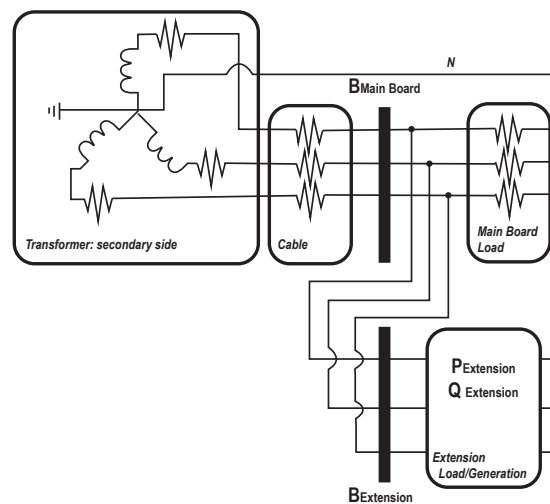 N
BMain Board
Transformer: secondary side
Cable
Main Board
Load
PExtension
Q Extension
Extension
Load/Generation
BExtension